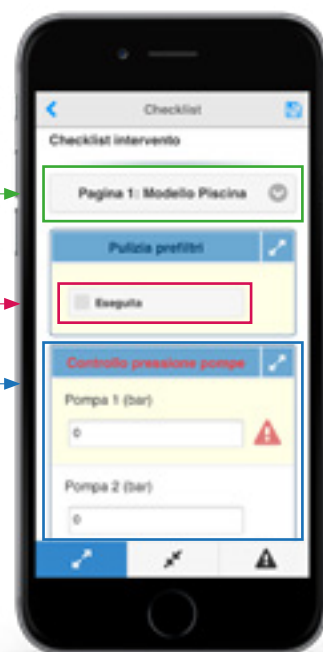 Checklist
Checklist intervento
Pagina 1: Modello Piscina
Pulizia prefiltri
Eseguita
Controllo pressione pompe
Pompa 1 (bar)
0
Pompa 2 (bar)
0